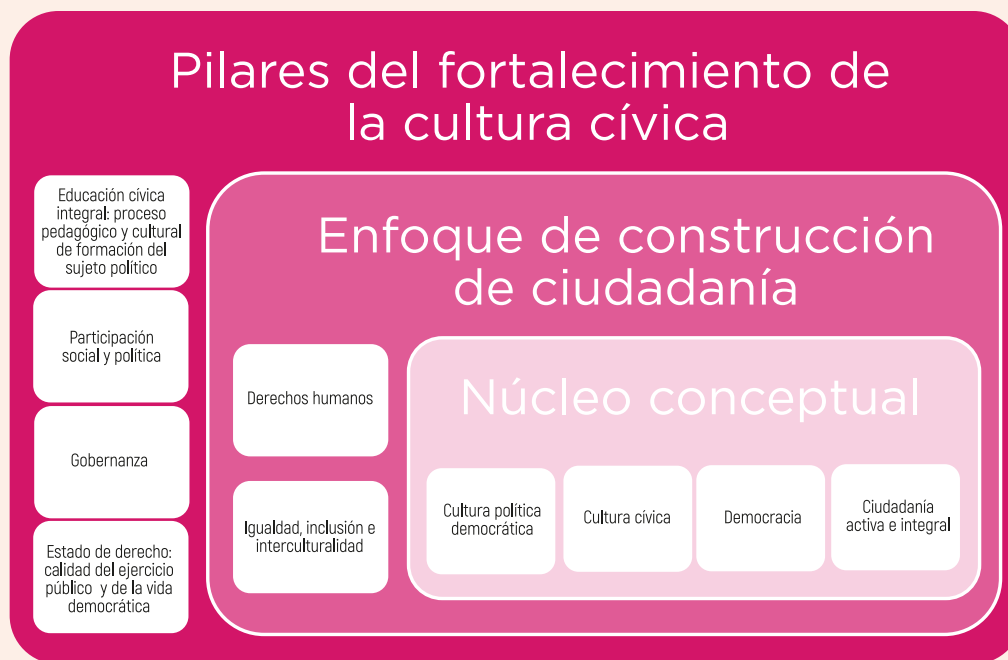 Pilares del fortalecimiento de
la cultura cívica
Educación cívica
integral: proceso
pedagógico y cultural
de formación del
sujeto político
Participación
social y política
Gobernanza
Estado de derecho:
calidad del ejercicio
público y de la vida
democrática
Enfoque de construcción
de ciudadanía
Derechos humanos
Igualdad, inclusión e
interculturalidad
Núcleo conceptual
Cultura política
democrática
Cultura cívica
Democracia
Ciudadanía
activa e integral